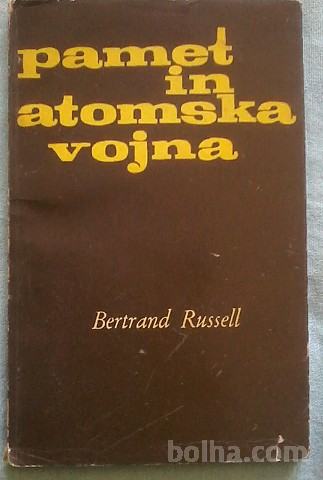 pamet
in
atomska
vojna
Bertrand Russell
bolha.com